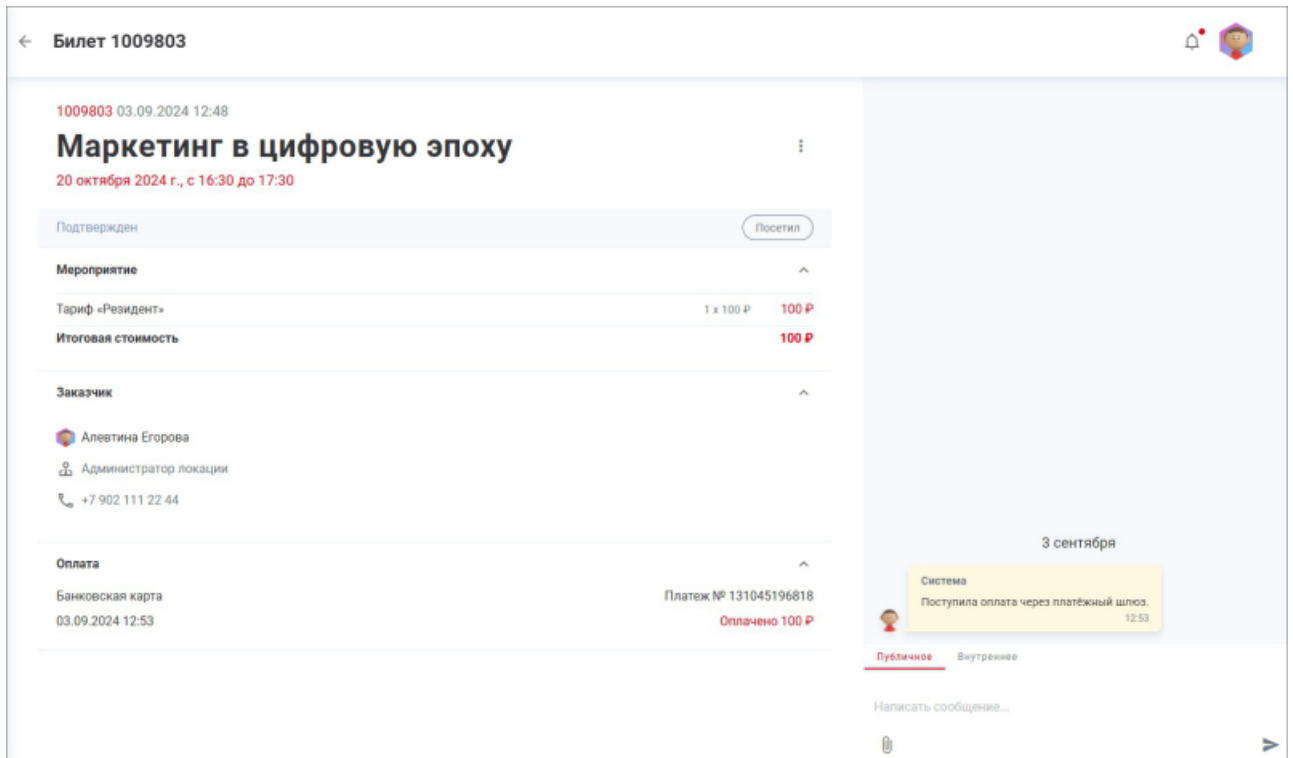 Билет 1009803
1009803 03.09.2024 12:48
Маркетинг в цифровую эпоху
20 октября 2024 г., с 16:30 до 17:30
Подтвержден
Посетил
Мероприятие
Тариф «Резидент» 1 x 100 ₽ 100 ₽
Итоговая стоимость 100 ₽
Заказчик
Алевтина Егорова
Администратор локации
+7 902 111 22 44
Оплата
Банковская карта Платеж № 131045196818
03.09.2024 12:53 Оплачено 100 ₽
3 сентября
Система
Поступила оплата через платёжный шлюз.
12:53
Публичное Внутреннее
Написать сообщение...